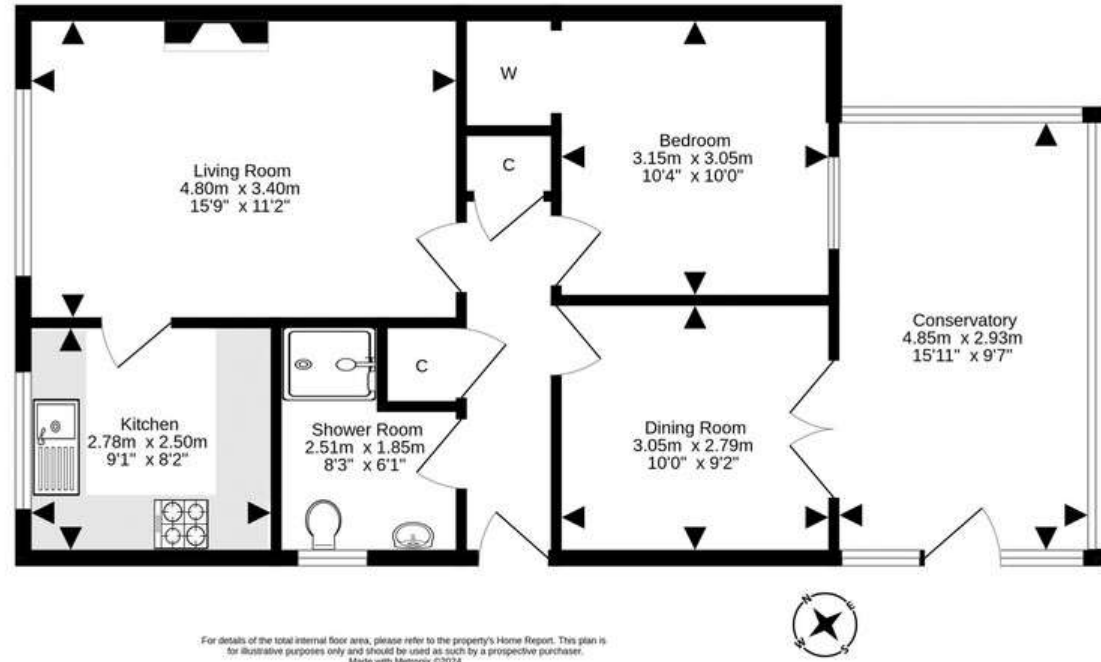 W
Bedroom
3.15m x 3.05m
10'4" x 10'0"
Living Room
4.80m x 3.40m
15'9" x 11'2"
C
Conservatory
4.85m x 2.93m
15'11" x 9'7"
C
Kitchen
2.78m x 2.50m
9'1" x 8'2"
Shower Room
2.51m x 1.85m
8'3" x 6'1"
Dining Room
3.05m x 2.79m
10'0" x 9'2"
N
E
W
S
For details of the total internal floor area, please refer to the property's Home Report. This plan is
for illustrative purposes only and should be used as such by a prospective purchaser.
Made with Metropix ©2024